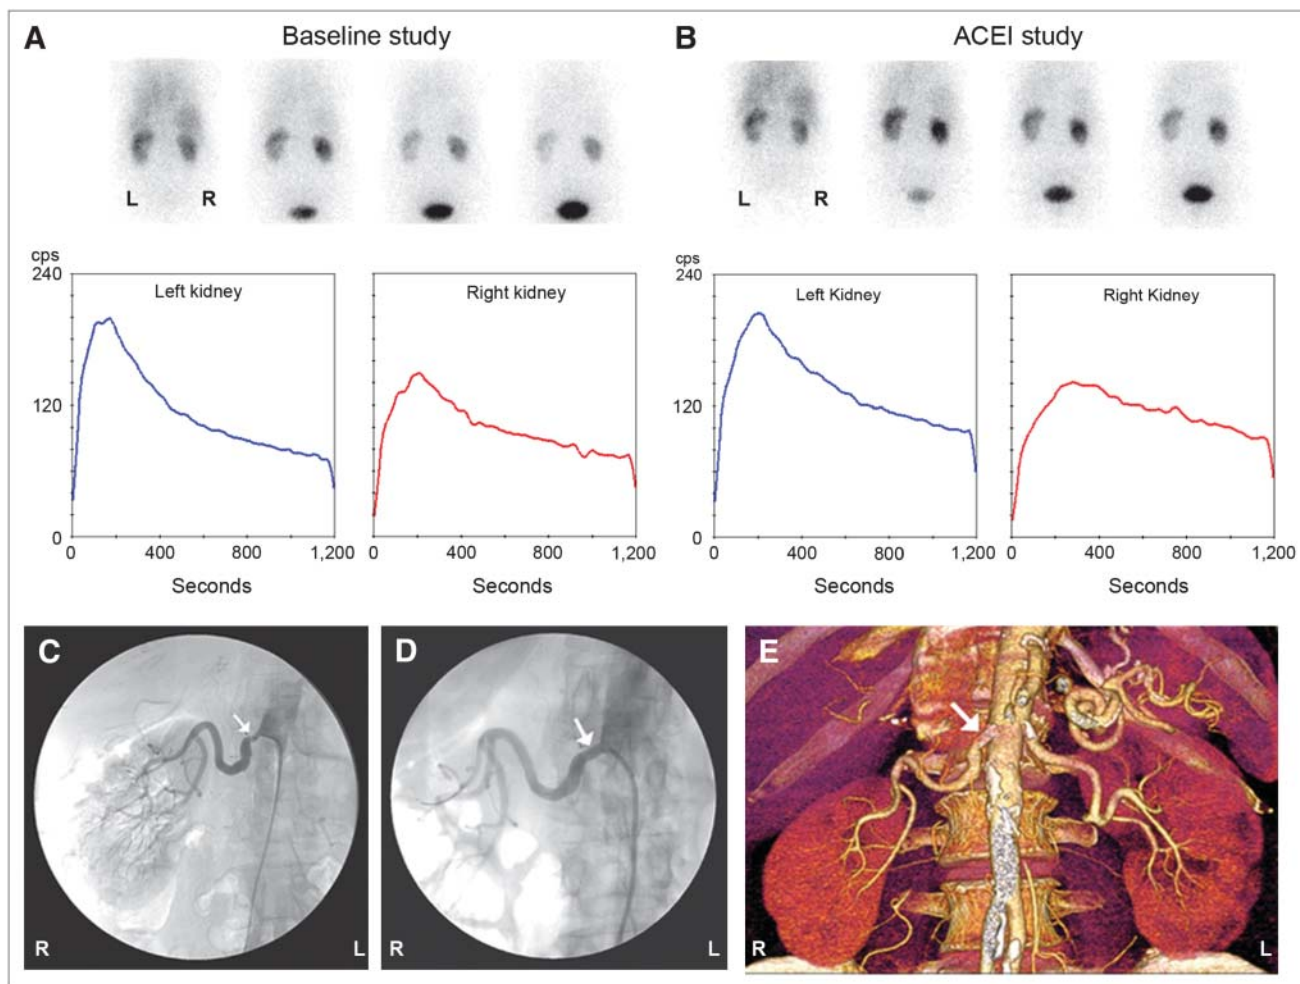 A Baseline study
B ACEI study
L R
L R
cps
240
120
0
Left kidney
0 400 800 1,200
Seconds
Right kidney
0 400 800 1,200
Seconds
cps
240
120
0
Left Kidney
0 400 800 1,200
Seconds
Right Kidney
0 400 800 1,200
Seconds
C
R L
D
R L
E
R L